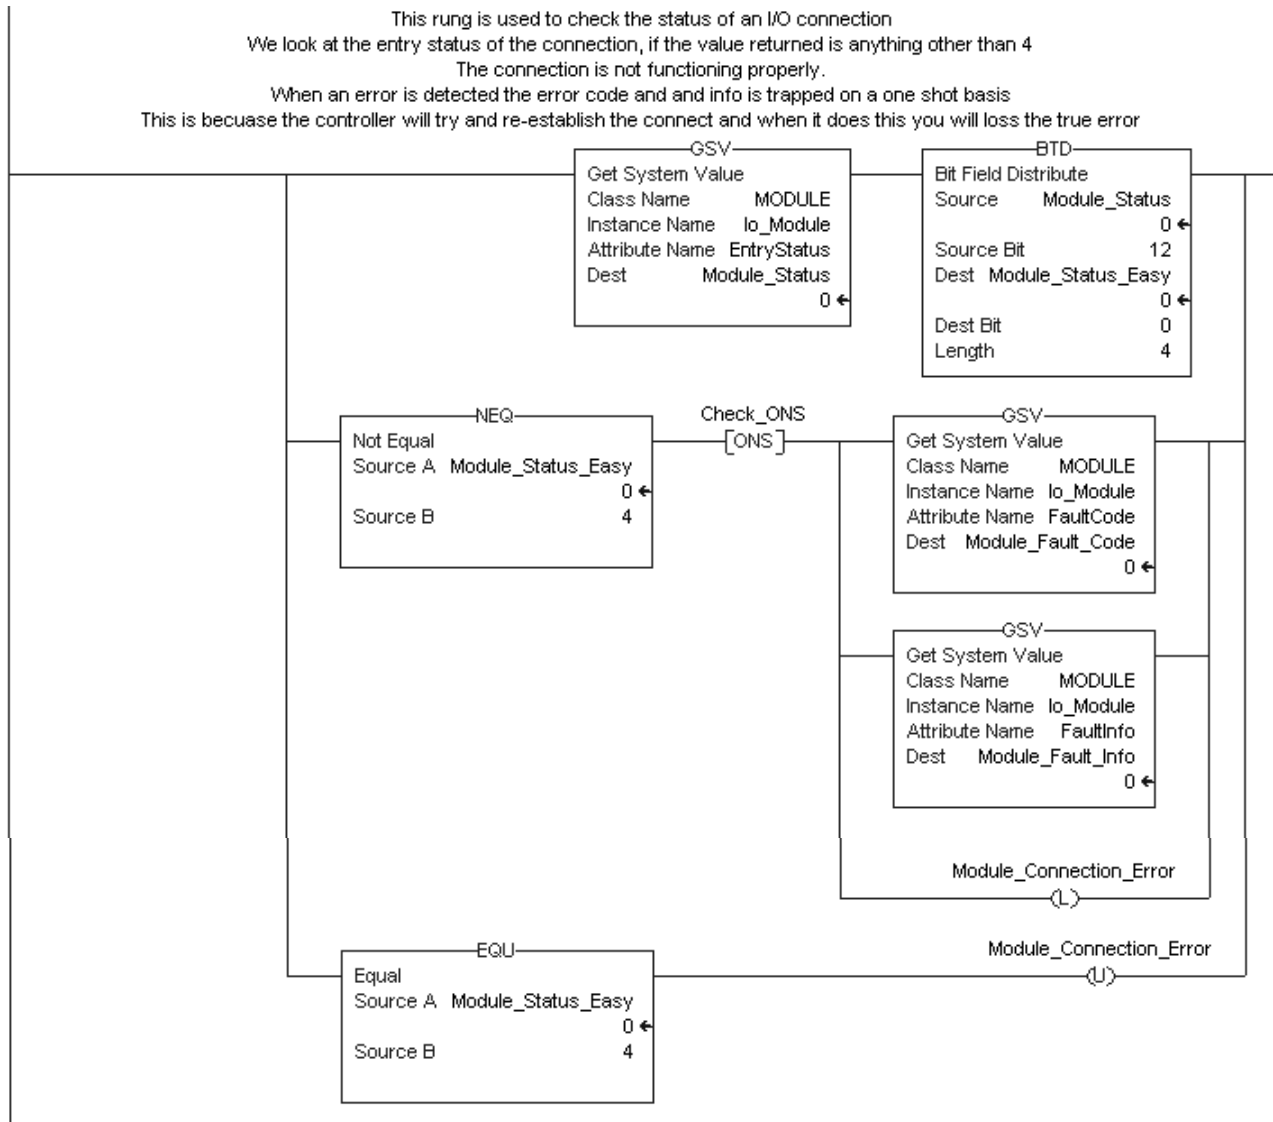 This rung is used to check the status of an I/O connection
We look at the entry status of the connection, if the value returned is anything other than 4
The connection is not functioning properly.
When an error is detected the error code and and info is trapped on a one shot basis
This is becuase the controller will try and re-establish the connect and when it does this you will loss the true error
GSV
Get System Value
Class Name MODULE
Instance Name Io_Module
Attribute Name EntryStatus
Dest Module_Status
0
BTD
Bit Field Distribute
Source Module_Status
0
Source Bit 12
Dest Module_Status_Easy
0
Dest Bit 0
Length 4
NEQ
Not Equal
Source A Module_Status_Easy
0
Source B 4
Check_ONS
ONS
GSV
Get System Value
Class Name MODULE
Instance Name Io_Module
Attribute Name FaultCode
Dest Module_Fault_Code
0
GSV
Get System Value
Class Name MODULE
Instance Name Io_Module
Attribute Name FaultInfo
Dest Module_Fault_Info
0
Module_Connection_Error
L
EQU
Equal
Source A Module_Status_Easy
0
Source B 4
Module_Connection_Error
U